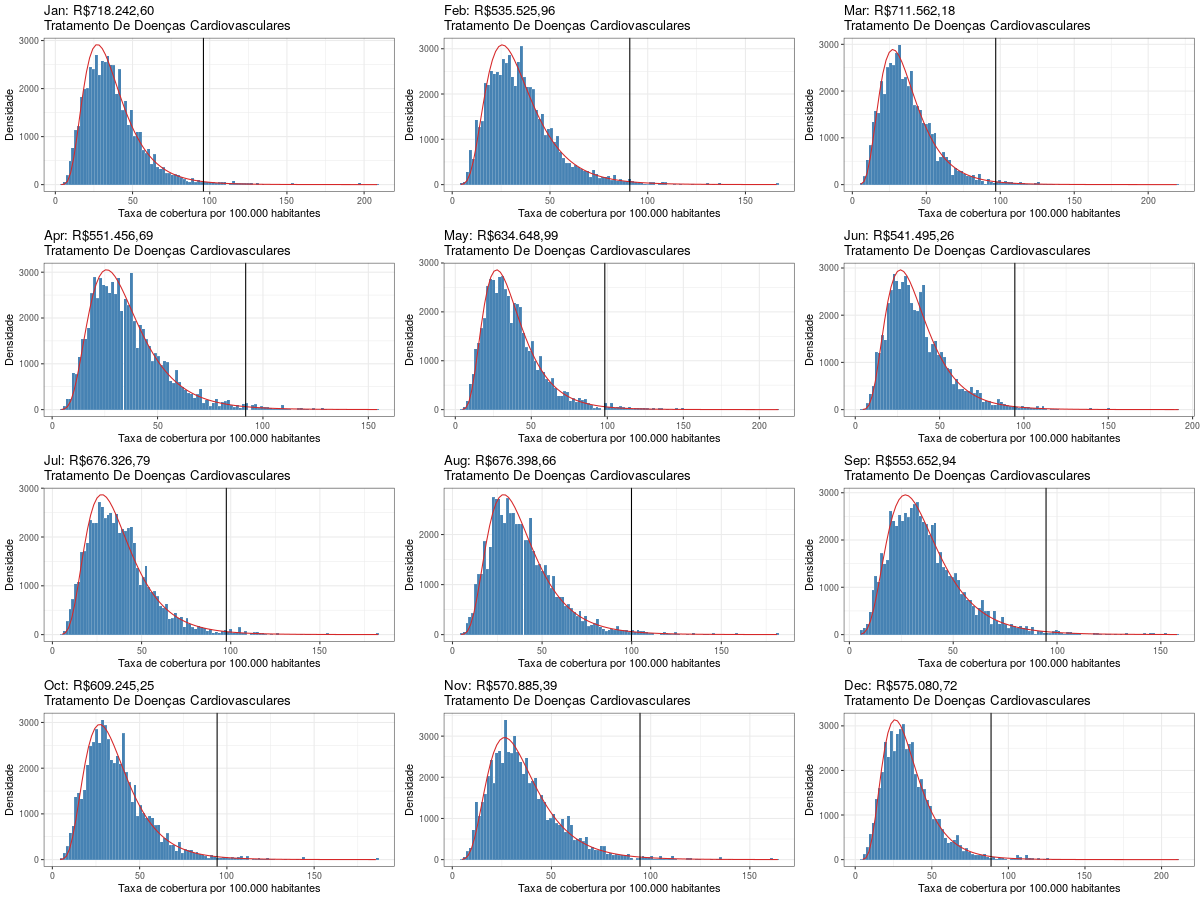 Jan: R$718.242,60
Tratamento De Doenças Cardiovasculares
Densidade
3000
2000
1000
0
0
50
100
150
200
Taxa de cobertura por 100.000 habitantes
Feb: R$535.525,96
Tratamento De Doenças Cardiovasculares
Densidade
3000
2000
1000
0
0
50
100
150
Taxa de cobertura por 100.000 habitantes
Mar: R$711.562,18
Tratamento De Doenças Cardiovasculares
Densidade
3000
2000
1000
0
0
50
100
150
200
Taxa de cobertura por 100.000 habitantes
Apr: R$551.456,69
Tratamento De Doenças Cardiovasculares
Densidade
3000
2000
1000
0
0
50
100
150
Taxa de cobertura por 100.000 habitantes
May: R$634.648,99
Tratamento De Doenças Cardiovasculares
Densidade
3000
2000
1000
0
0
50
100
150
200
Taxa de cobertura por 100.000 habitantes
Jun: R$541.495,26
Tratamento De Doenças Cardiovasculares
Densidade
3000
2000
1000
0
0
50
100
150
200
Taxa de cobertura por 100.000 habitantes
Jul: R$676.326,79
Tratamento De Doenças Cardiovasculares
Densidade
3000
2000
1000
0
0
50
100
150
Taxa de cobertura por 100.000 habitantes
Aug: R$676.398,66
Tratamento De Doenças Cardiovasculares
Densidade
2000
1000
0
0
50
100
150
Taxa de cobertura por 100.000 habitantes
Sep: R$553.652,94
Tratamento De Doenças Cardiovasculares
Densidade
3000
2000
1000
0
0
50
100
150
Taxa de cobertura por 100.000 habitantes
Oct: R$609.245,25
Tratamento De Doenças Cardiovasculares
Densidade
3000
2000
1000
0
0
50
100
150
Taxa de cobertura por 100.000 habitantes
Nov: R$570.885,39
Tratamento De Doenças Cardiovasculares
Densidade
3000
2000
1000
0
0
50
100
150
Taxa de cobertura por 100.000 habitantes
Dec: R$575.080,72
Tratamento De Doenças Cardiovasculares
Densidade
3000
2000
1000
0
0
50
100
150
200
Taxa de cobertura por 100.000 habitantes